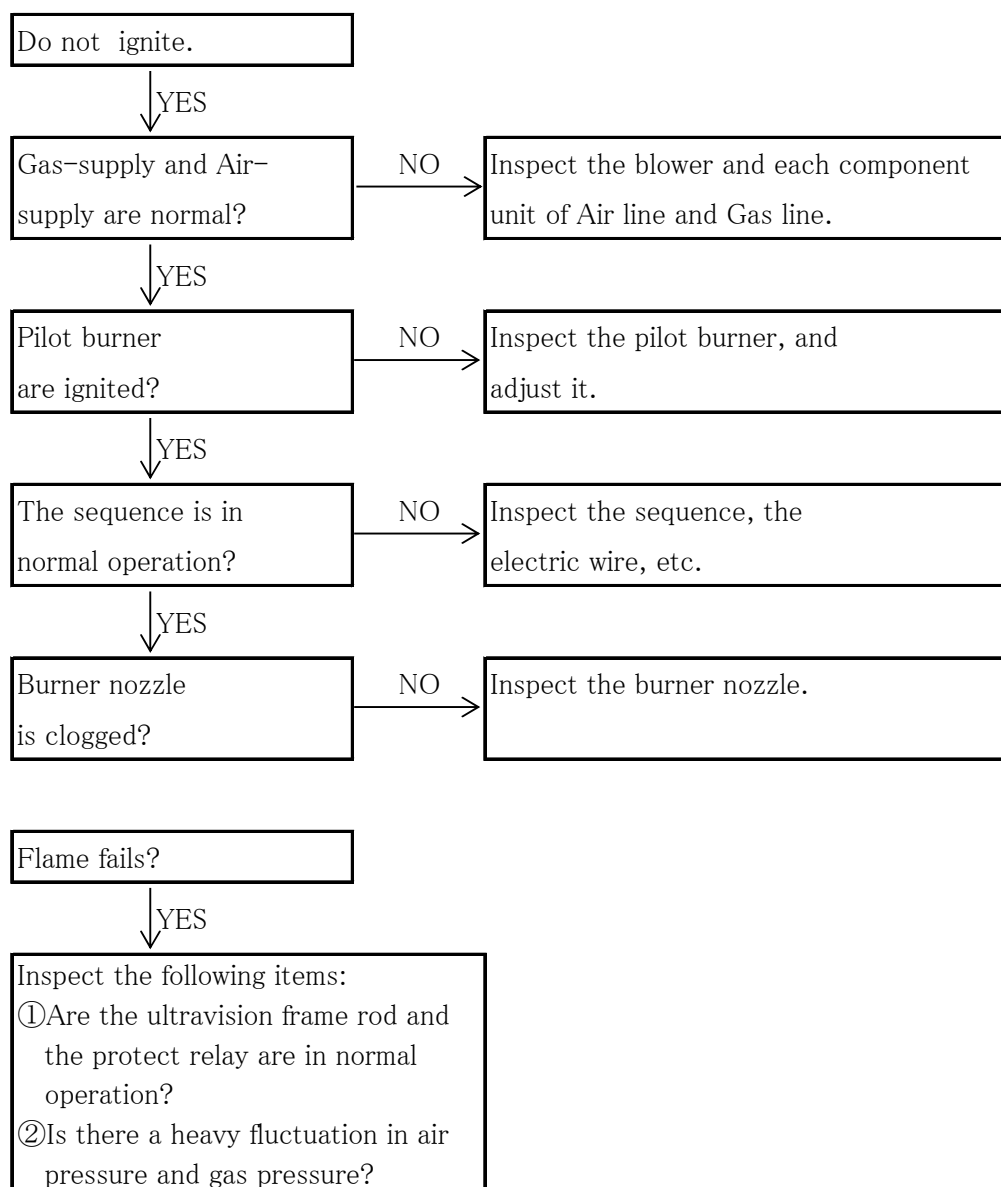 Do not  ignite.
YES
Gas-supply and Air-
supply are normal?
NO
Inspect the blower and each component
unit of Air line and Gas line.
YES
Pilot burner
are ignited?
NO
Inspect the pilot burner, and
adjust it.
YES
The sequence is in
normal operation?
NO
Inspect the sequence, the
electric wire, etc.
YES
Burner nozzle
is clogged?
NO
Inspect the burner nozzle.
Flame fails?
YES
Inspect the following items:
①Are the ultravision frame rod and
the protect relay are in normal
operation?
②Is there a heavy fluctuation in air
pressure and gas pressure?